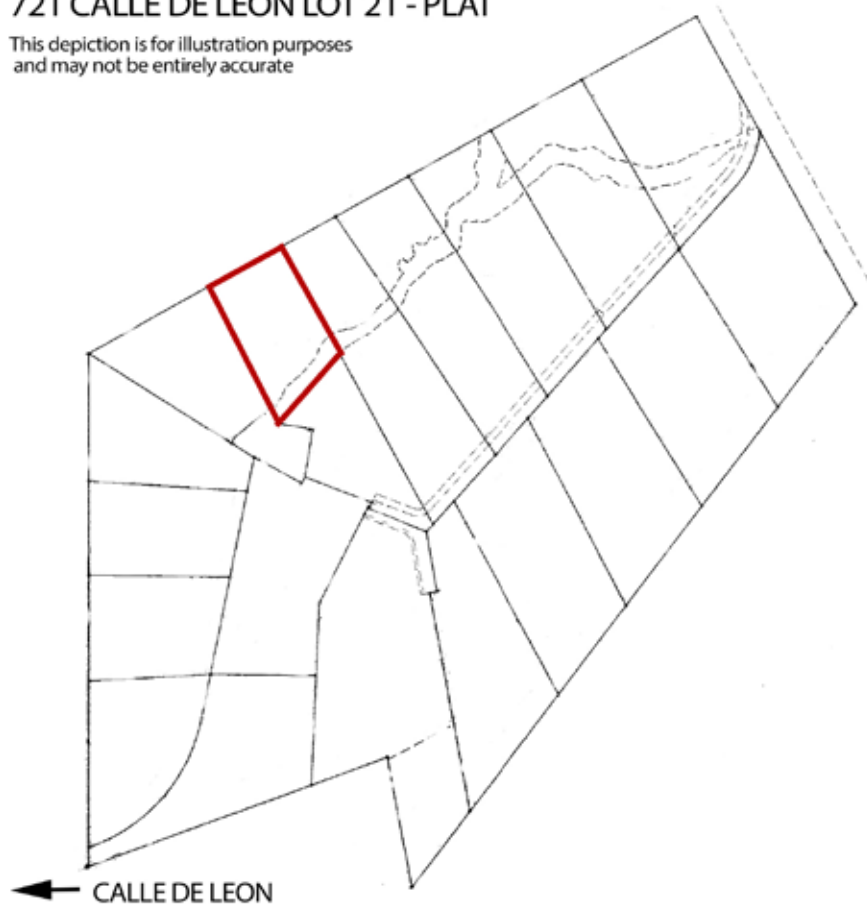 721 CALLE DE LEON LOT 21 - PLAT
This depiction is for illustration purposes
and may not be entirely accurate
CALLE DE LEON